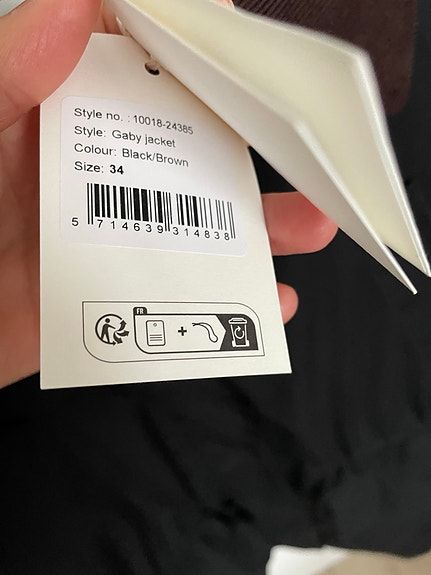 Style no. : 10018-24385
Style: Gaby jacket
Colour: Black/Brown
Size: 34
5 714639 314838
FR